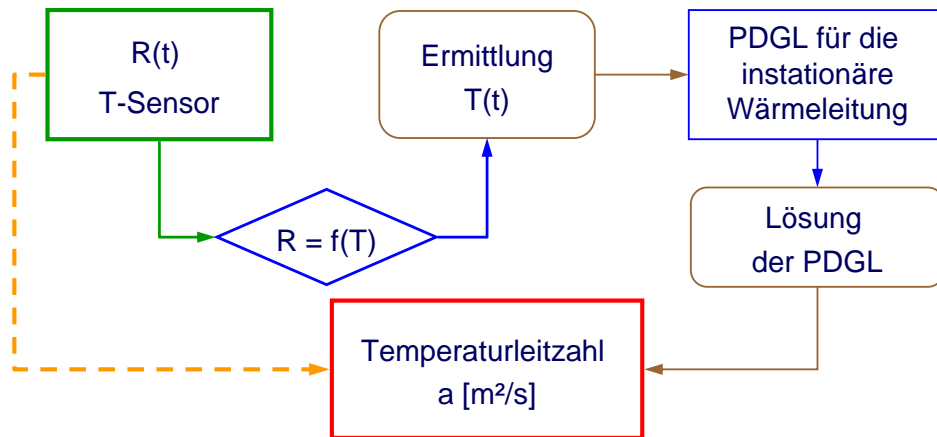 R(t)
T-Sensor
R = f(T)
Ermittlung
T(t)
PDGL für die
instationäre
Wärmeleitung
Lösung
der PDGL
Temperaturleitzahl
a [m²/s]